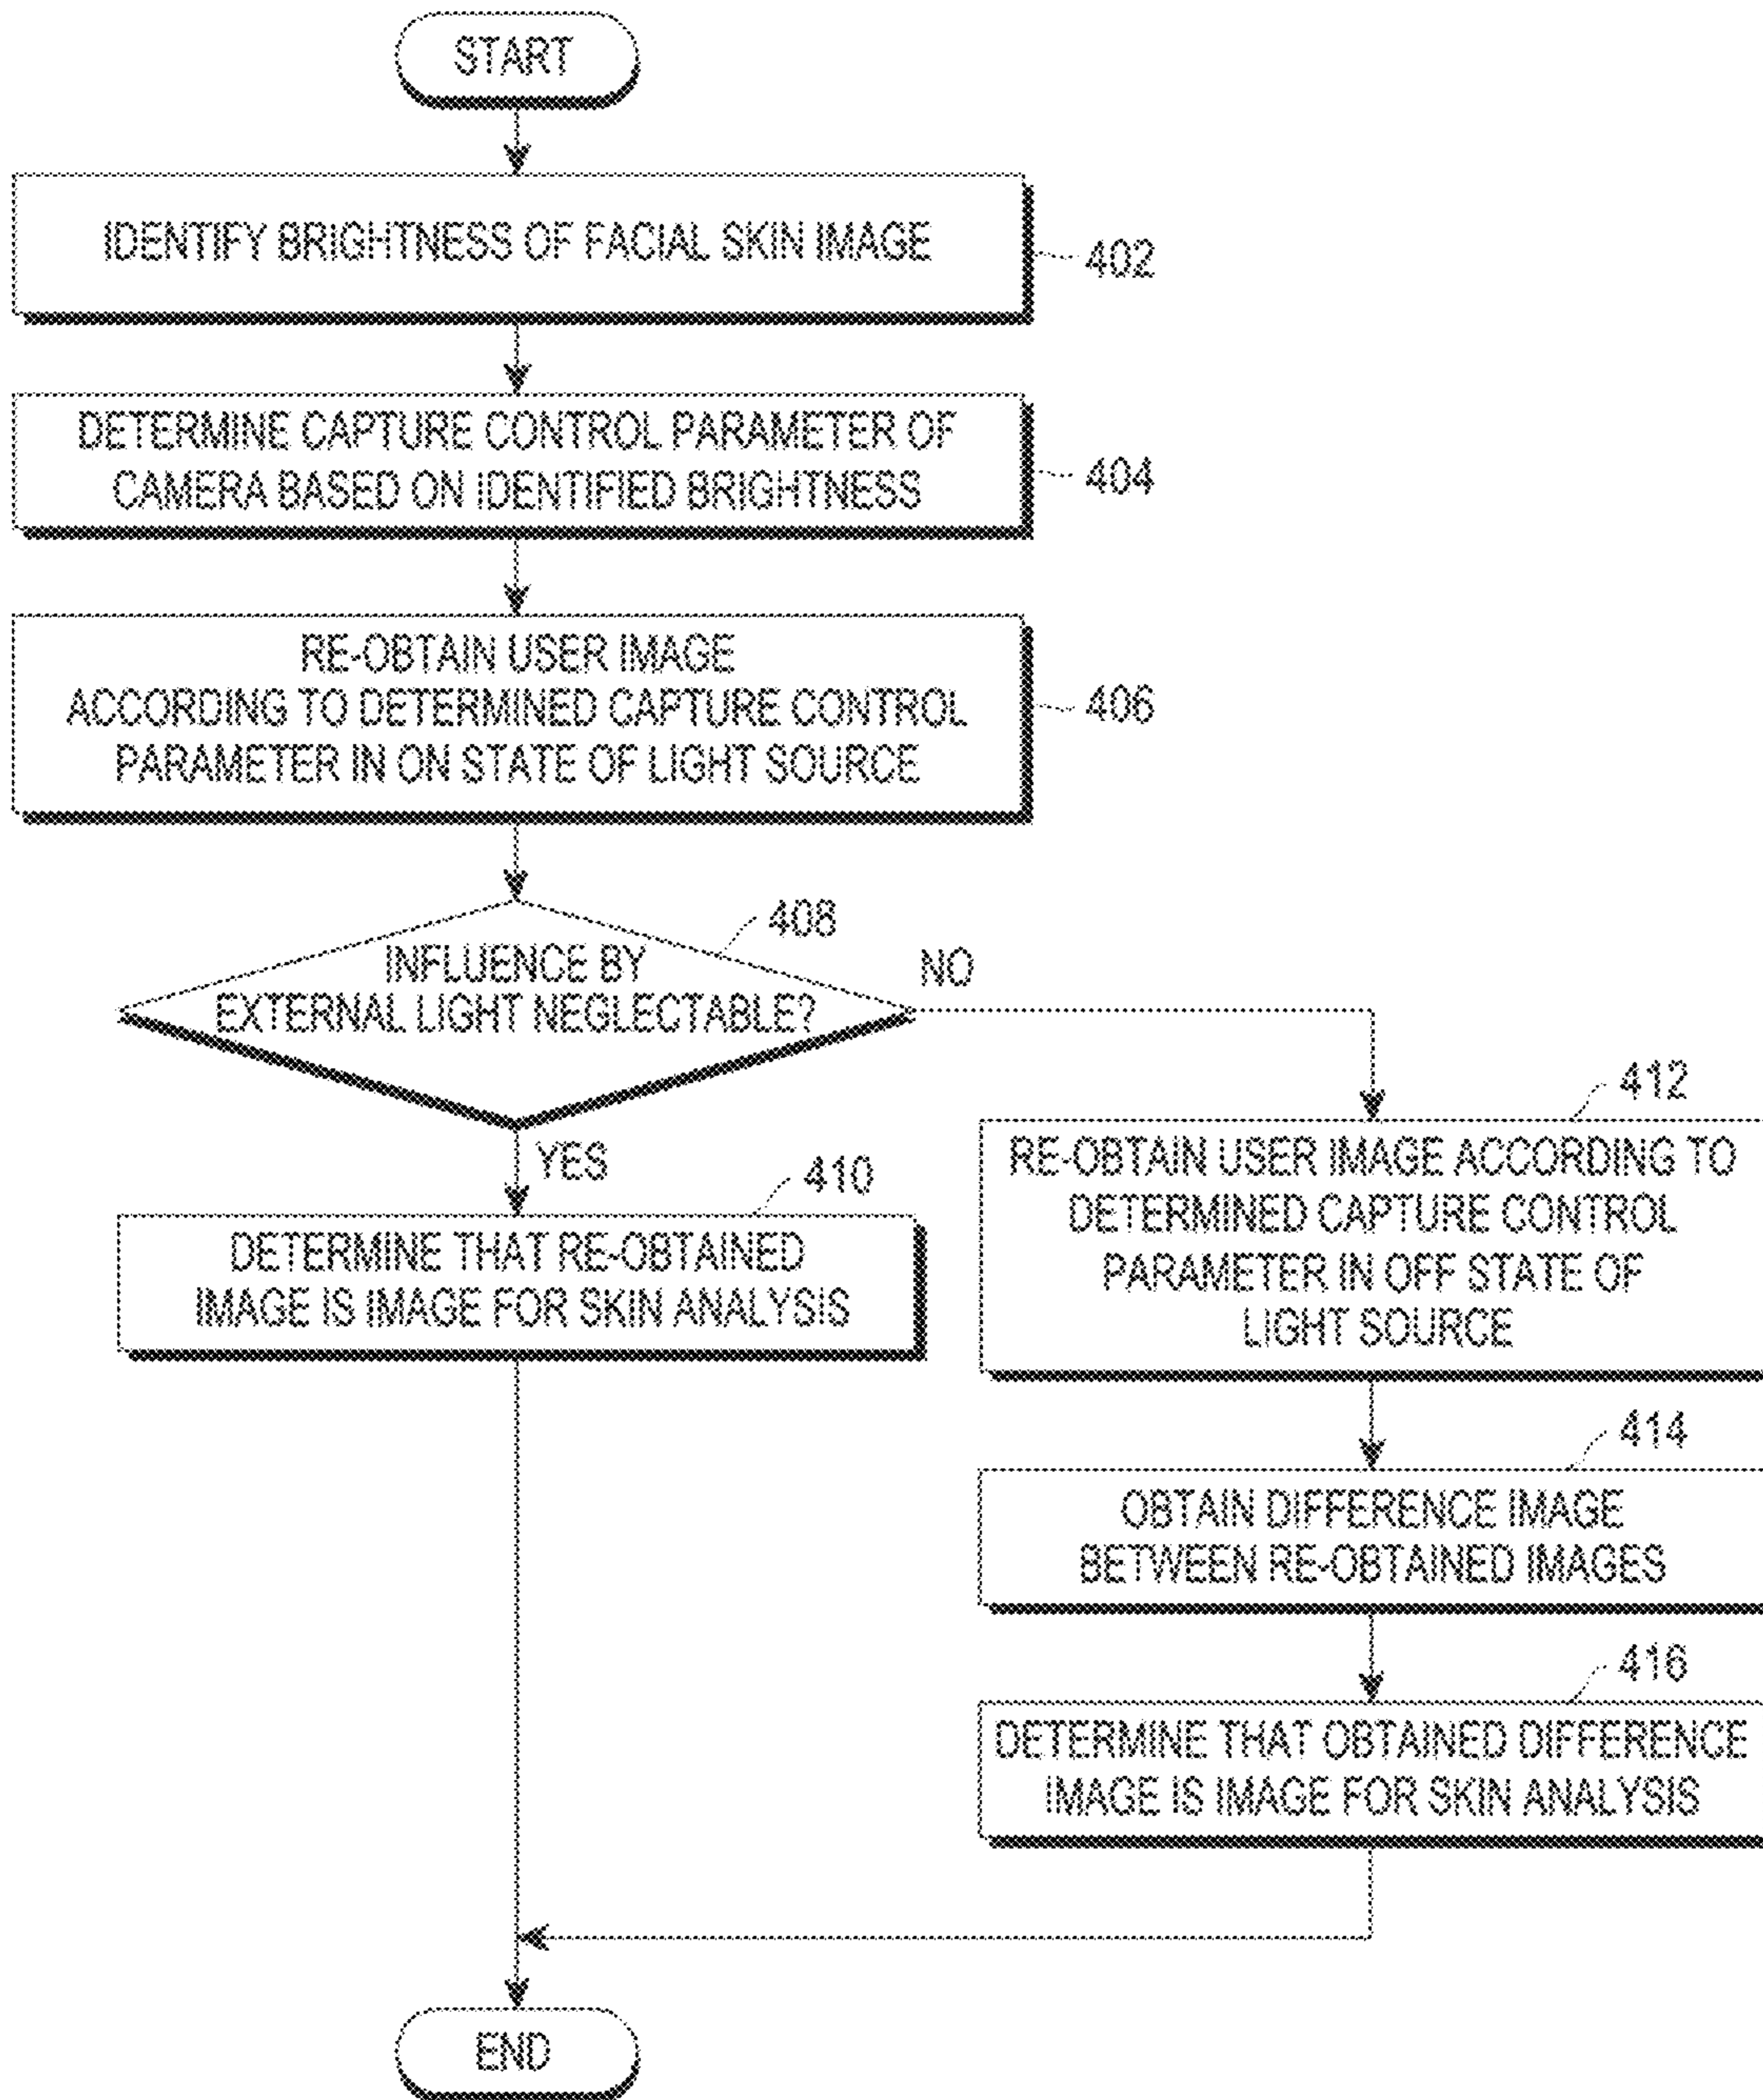 START
IDENTIFY BRIGHTNESS OF FACIAL SKIN IMAGE
402
DETERMINE CAPTURE CONTROL PARAMETER OF
CAMERA BASED ON IDENTIFIED BRIGHTNESS
404
RE-OBTAIN USER IMAGE
ACCORDING TO DETERMINED CAPTURE CONTROL
PARAMETER IN ON STATE OF LIGHT SOURCE
406
408
INFLUENCE BY
EXTERNAL LIGHT NEGLECTABLE?
NO
YES
410
DETERMINE THAT RE-OBTAINED
IMAGE IS IMAGE FOR SKIN ANALYSIS
412
RE-OBTAIN USER IMAGE ACCORDING TO
DETERMINED CAPTURE CONTROL
PARAMETER IN OFF STATE OF
LIGHT SOURCE
414
OBTAIN DIFFERENCE IMAGE
BETWEEN RE-OBTAINED IMAGES
416
DETERMINE THAT OBTAINED DIFFERENCE
IMAGE IS IMAGE FOR SKIN ANALYSIS
END